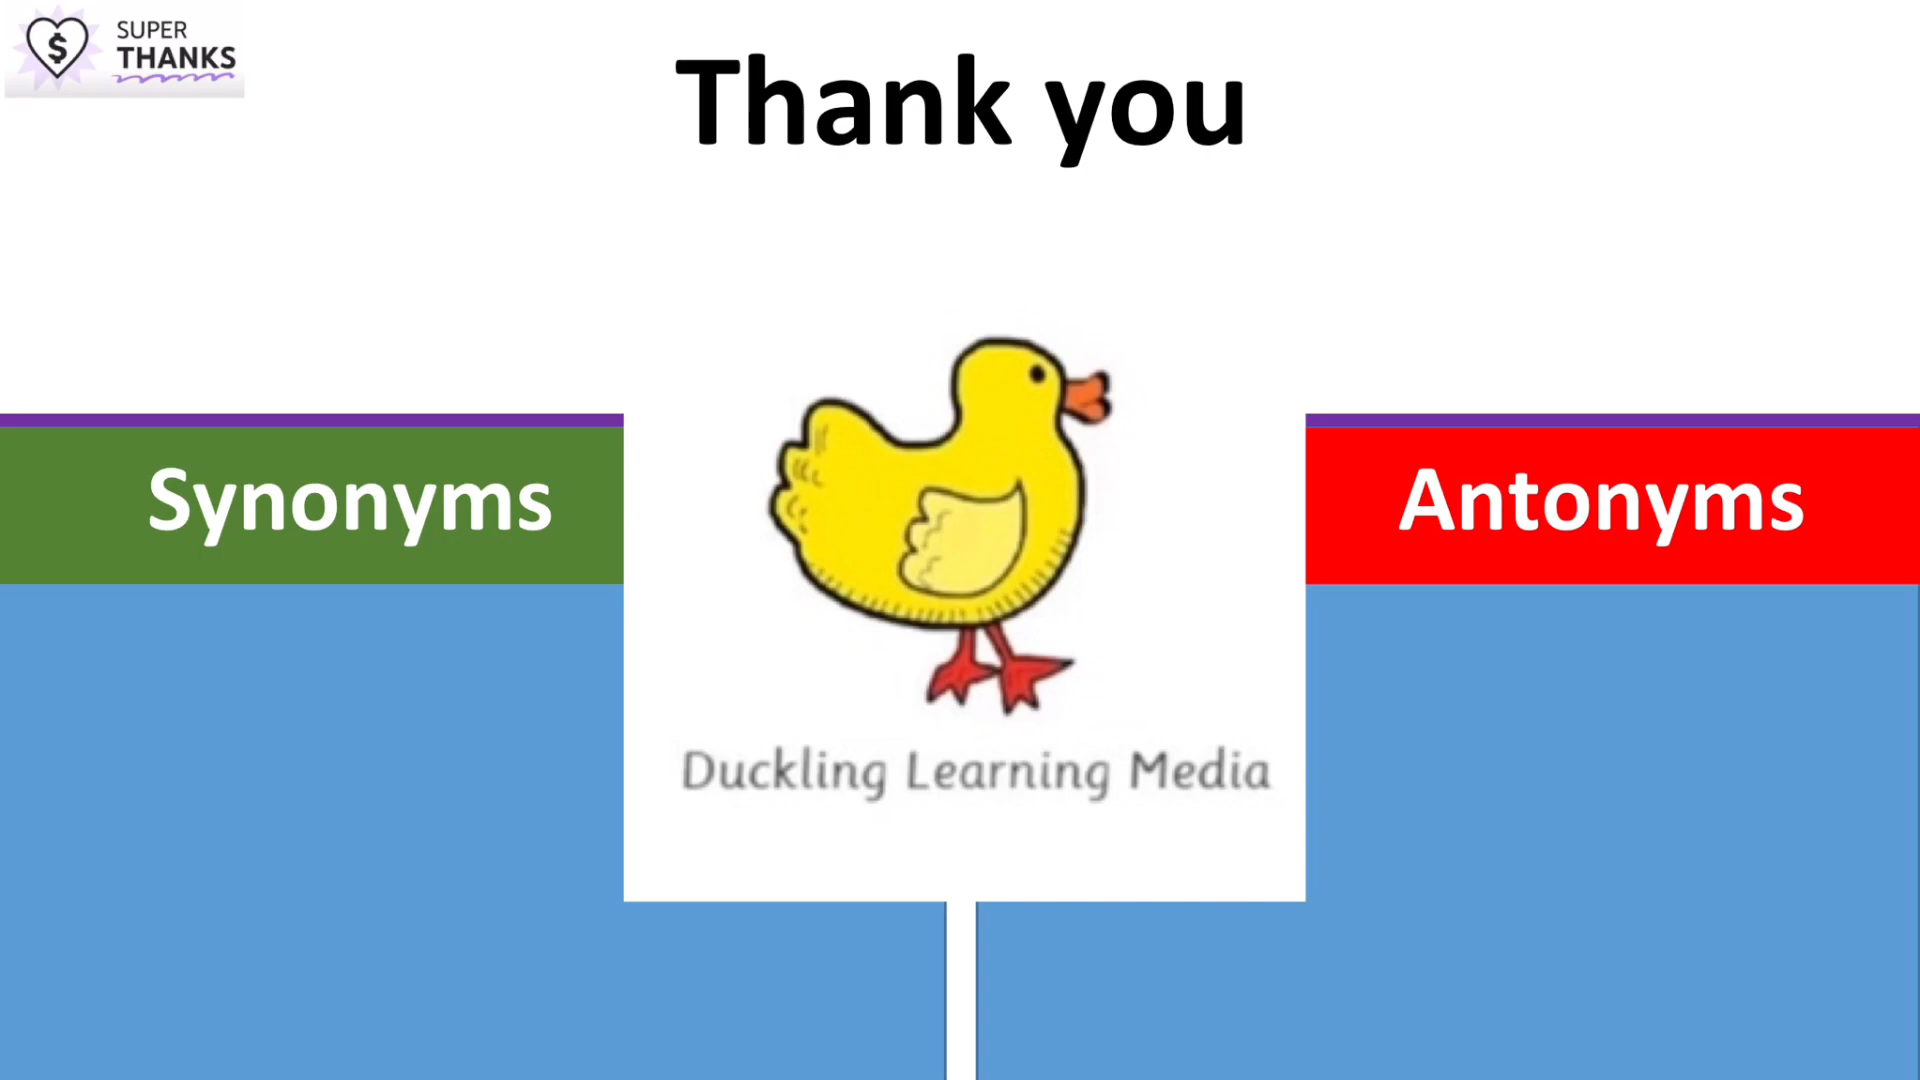 SUPER
THANKS
Thank you
Synonyms
Antonyms
Duckling Learning Media